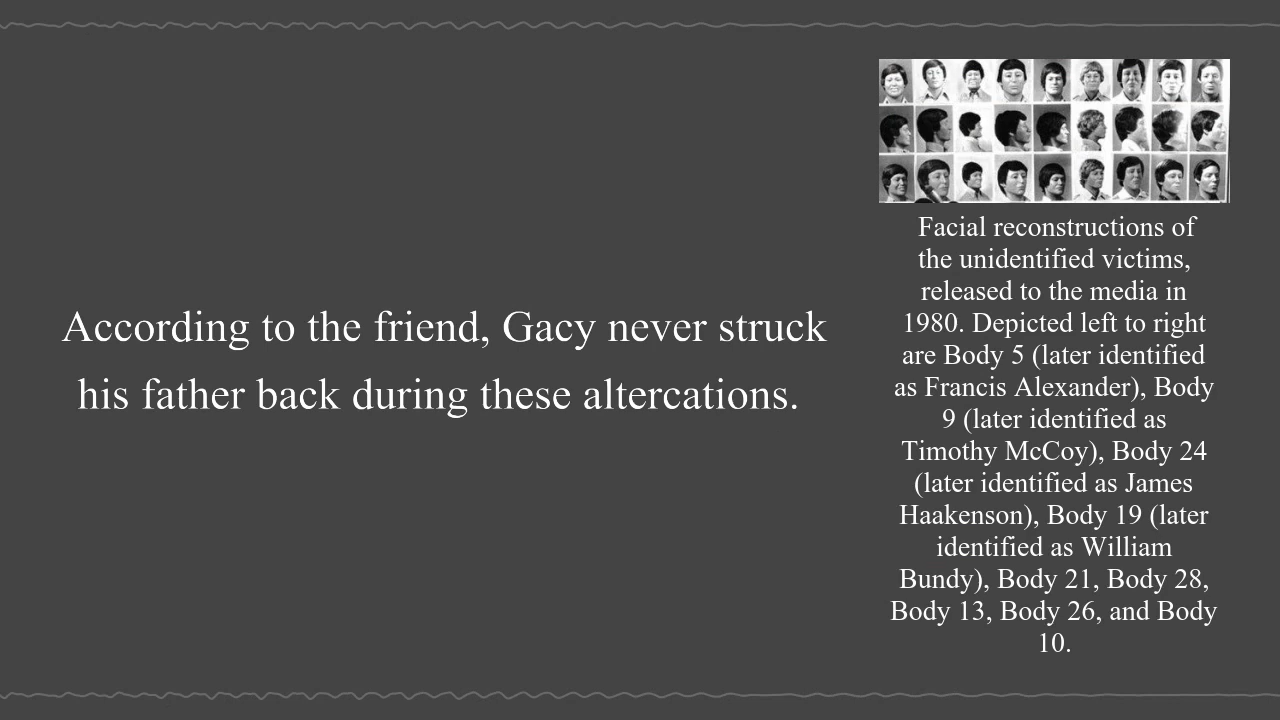 According to the friend, Gacy never struck
his father back during these altercations.
Facial reconstructions of
the unidentified victims,
released to the media in
1980. Depicted left to right
are Body 5 (later identified
as Francis Alexander), Body
9 (later identified as
Timothy McCoy), Body 24
(later identified as James
Haakenson), Body 19 (later
identified as William
Bundy), Body 21, Body 28,
Body 13, Body 26, and Body
10.